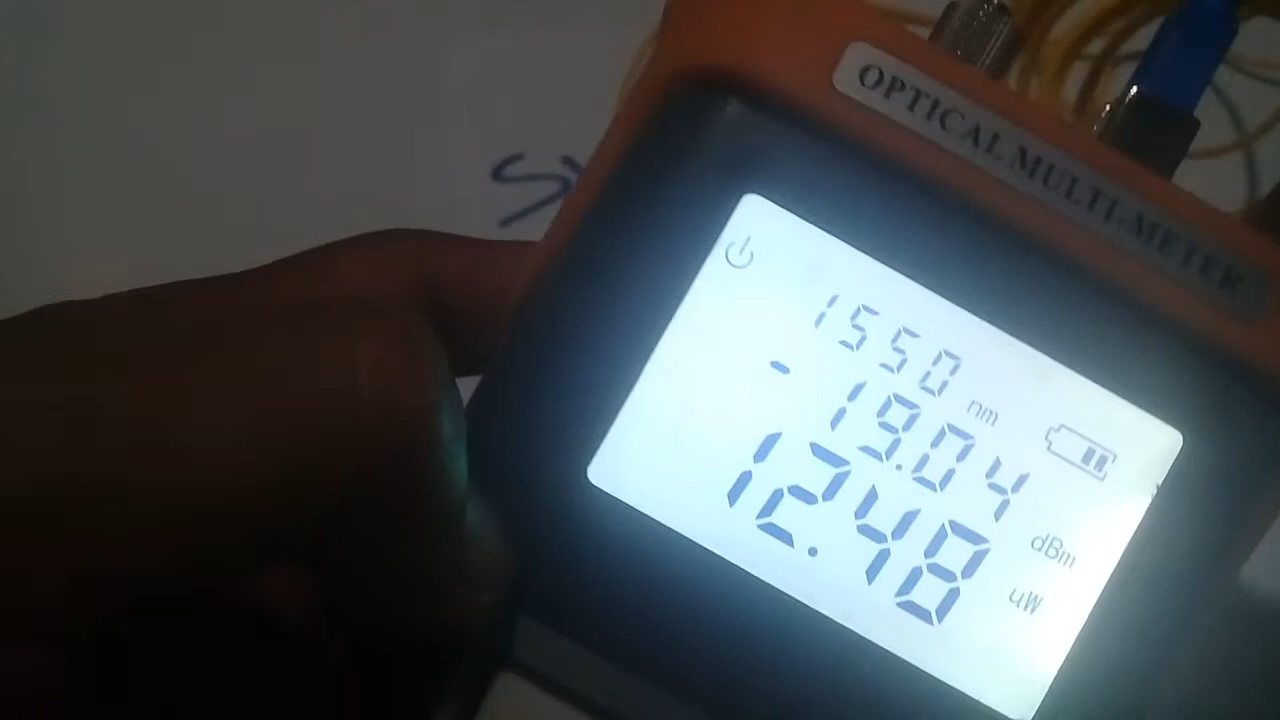 OPTICAL MULTI-METER
1550 nm
-19.04 dBm
12.48 uW